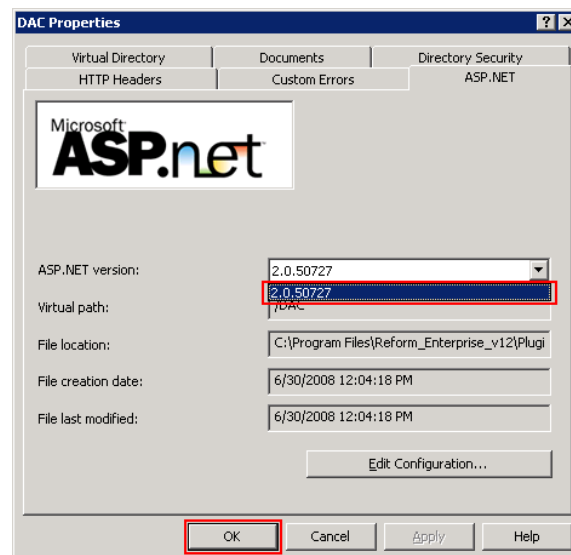 DAC Properties
Virtual Directory Documents Directory Security
HTTP Headers Custom Errors ASP.NET
Microsoft
ASP.net
ASP.NET version: 2.0.50727
2.0.50727
Virtual path: /DAC
File location: C:\Program Files\Reform_Enterprise_v12\Plugi
File creation date: 6/30/2008 12:04:18 PM
File last modified: 6/30/2008 12:04:18 PM
Edit Configuration...
OK Cancel Apply Help